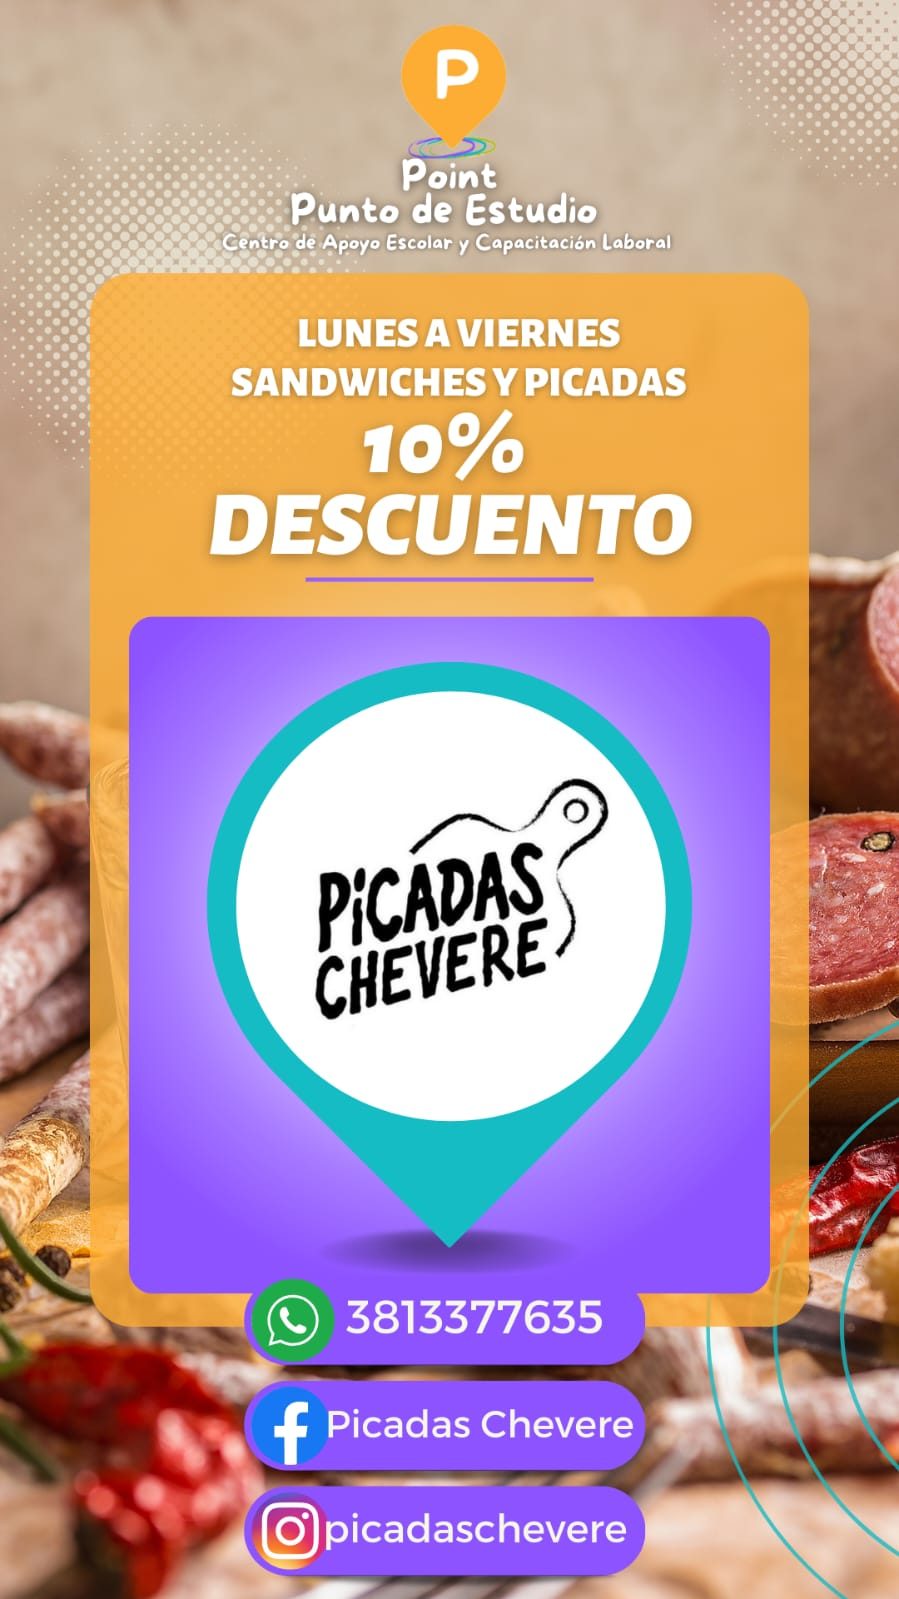 P
Point
Punto de Estudio
Centro de Apoyo Escolar y Capacitación Laboral
LUNES A VIERNES
SANDWICHES Y PICADAS
10%
DESCUENTO
PiCADAS
CHEVERE
3813377635
Picadas Chevere
picadaschevere